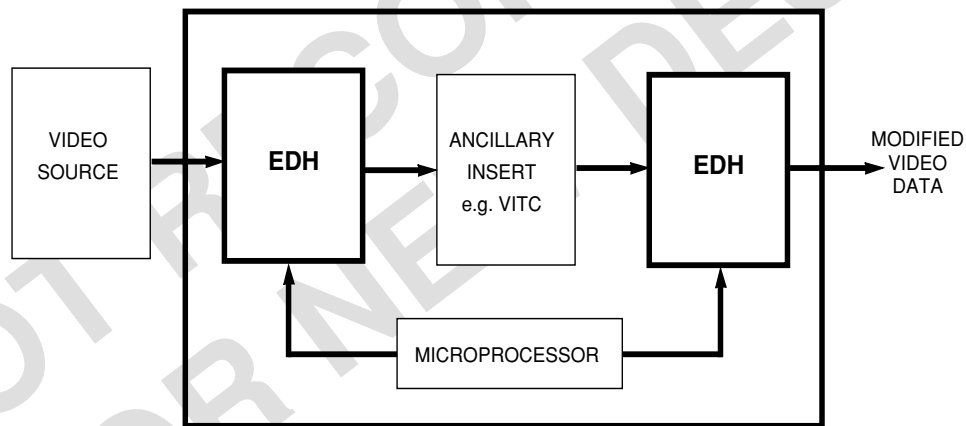 VIDEO
SOURCE
EDH
ANCILLARY
INSERT
e.g. VITC
EDH
MODIFIED
VIDEO
DATA
MICROPROCESSOR